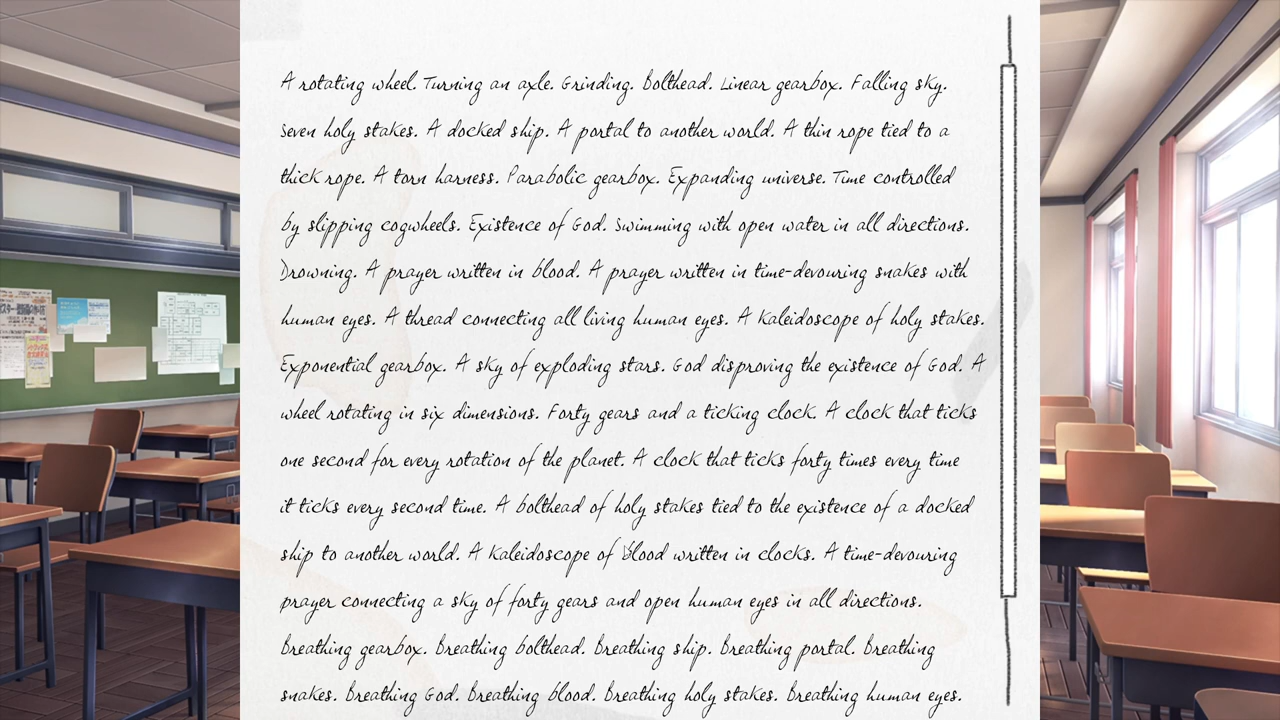 A rotating wheel. Turning an axle. Grinding. Bolthead. Linear gearbox. Falling sky.
Seven holy stakes. A docked ship. A portal to another world. A thin rope tied to a
thick rope. A torn harness. Parabolic gearbox. Expanding universe. Time controlled
by slipping cogwheels. Existence of God. Swimming with open water in all directions.
Drowning. A prayer written in blood. A prayer written in time-devouring snakes with
human eyes. A thread connecting all living human eyes. A kaleidoscope of holy stakes.
Exponential gearbox. A sky of exploding stars. God disproving the existence of God. A
wheel rotating in six dimensions. Forty gears and a ticking clock. A clock that ticks
one second for every rotation of the planet. A clock that ticks forty times every time
it ticks every second time. A bolthead of holy stakes tied to the existence of a docked
ship to another world. A kaleidoscope of blood written in clocks. A time-devouring
prayer connecting a sky of forty gears and open human eyes in all directions.
Breathing gearbox. Breathing bolthead. Breathing ship. Breathing portal. Breathing
snakes. Breathing God. Breathing blood. Breathing holy stakes. Breathing human eyes.